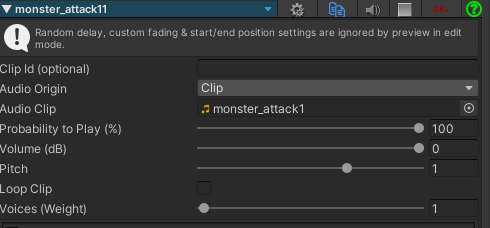 monster_attack11
Random delay, custom fading & start/end position settings are ignored by preview in edit
mode.
Clip Id (optional)
Audio Origin Clip
Audio Clip monster_attack1
Probability to Play (%) 100
Volume (dB) 0
Pitch 1
Loop Clip
Voices (Weight) 1